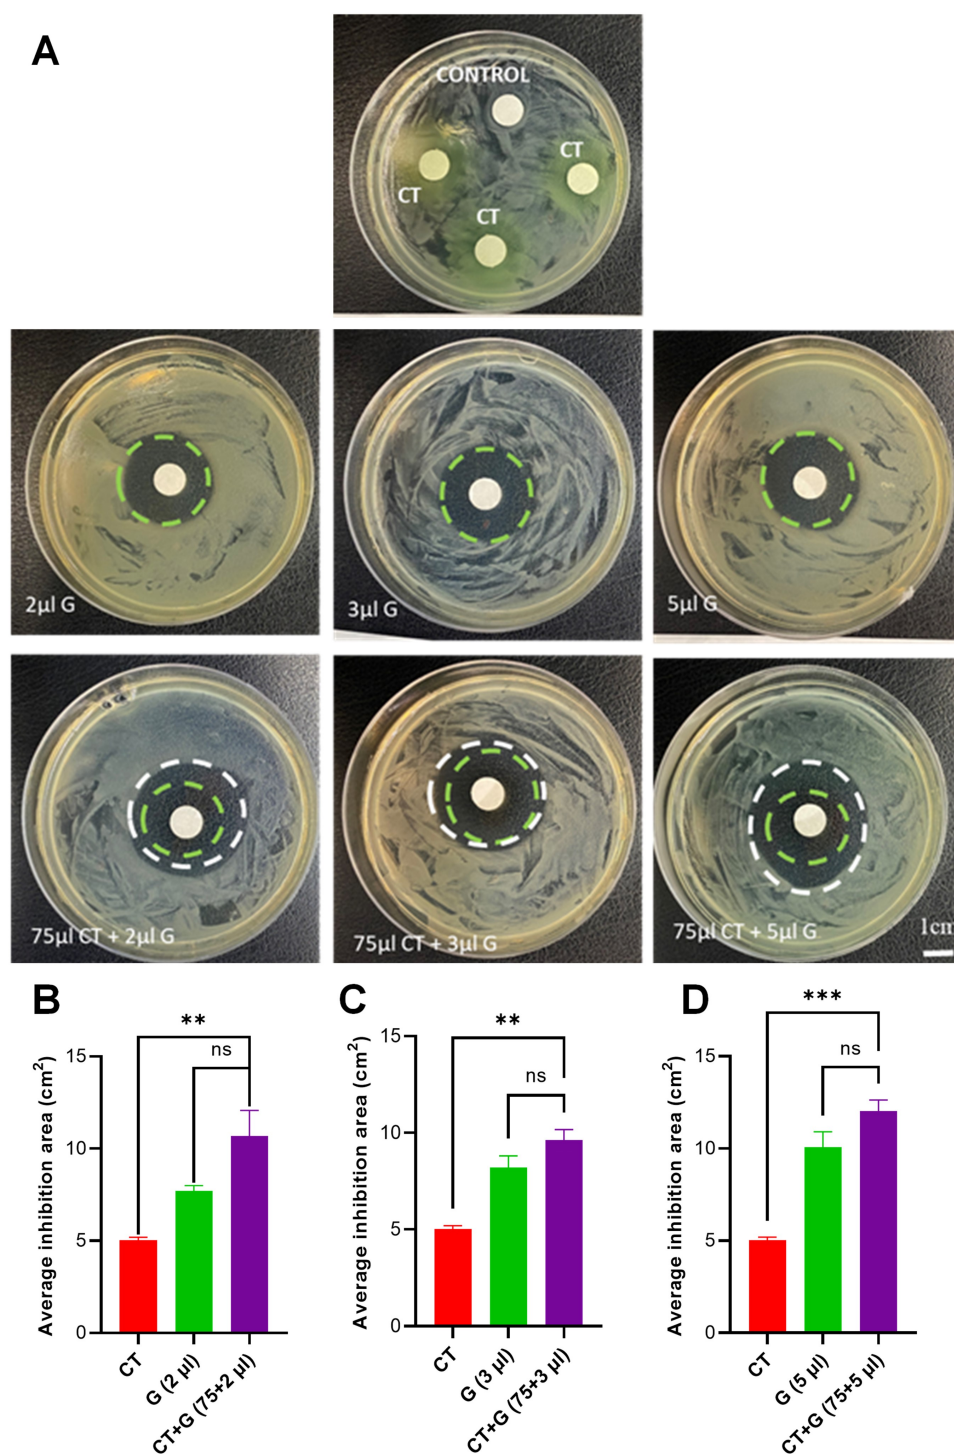 A
CONTROL
CT
CT
CT
2µl G
3µl G
5µl G
75µl CT + 2µl G
75µl CT + 3µl G
75µl CT + 5µl G
1cm
B
**
ns
Average inhibition area (cm²)
15
10
5
0
CT
G (2 µl)
CT+G (75+2 µl)
C
**
ns
Average inhibition area (cm²)
15
10
5
0
CT
G (3 µl)
CT+G (75+3 µl)
D
***
ns
Average inhibition area (cm²)
15
10
5
0
CT
G (5 µl)
CT+G (75+5 µl)